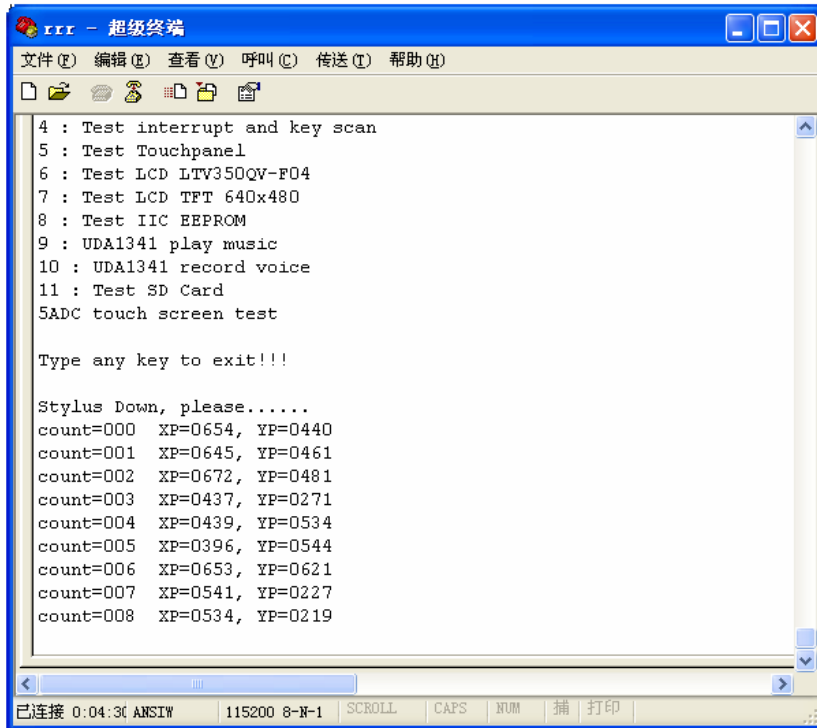 rrr - 超级终端
文件(F) 编辑(E) 查看(V) 呼叫(C) 传送(T) 帮助(H)
4 : Test interrupt and key scan
5 : Test Touchpanel
6 : Test LCD LTV350QV-F04
7 : Test LCD TFT 640x480
8 : Test IIC EEPROM
9 : UDA1341 play music
10 : UDA1341 record voice
11 : Test SD Card
5ADC touch screen test
Type any key to exit!!!
Stylus Down, please......
count=000 XP=0654, YP=0440
count=001 XP=0645, YP=0461
count=002 XP=0672, YP=0481
count=003 XP=0437, YP=0271
count=004 XP=0439, YP=0534
count=005 XP=0396, YP=0544
count=006 XP=0653, YP=0621
count=007 XP=0541, YP=0227
count=008 XP=0534, YP=0219
已连接 0:04:30 ANSIW 115200 8-N-1 SCROLL CAPS NUM 捕 打印